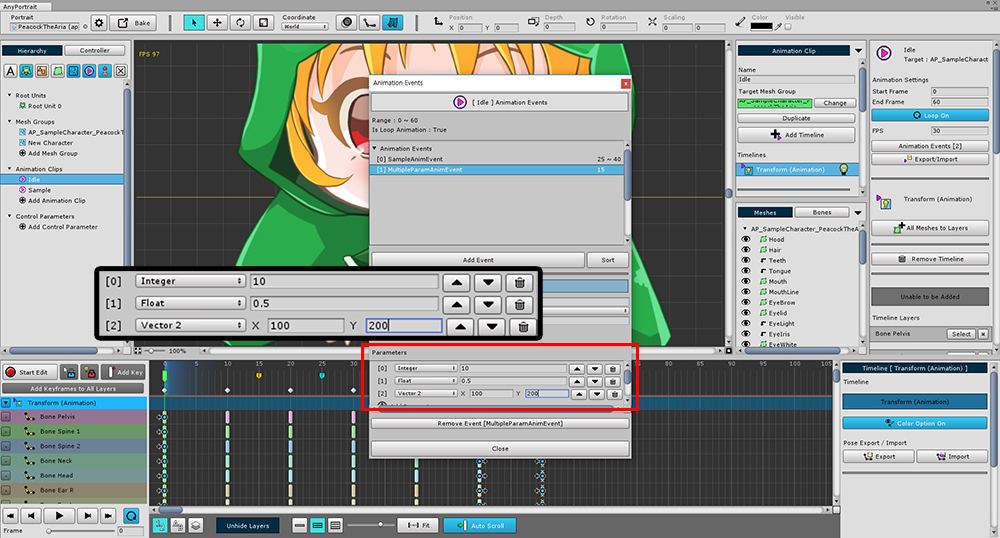 AnyPortrait
Portrait
PeacockTheAria (ap
Bake
Coordinate
World
Position
X 0 Y 0
Depth
0
Rotation
0
Scaling
0 0
Color
Visible
Hierarchy
Controller
Root Units
Root Unit 0
Mesh Groups
AP_SampleCharacter_PeacockT
New Character
Add Mesh Group
Animation Clips
Idle
Sample
Add Animation Clip
Control Parameters
Add Control Parameter
FPS 97
100%
Animation Events
[ Idle ] Animation Events
Range : 0 ~ 60
Is Loop Animation : True
Animation Events
[0] SampleAnimEvent 25 ~ 40
[1] MultipleParamAnimEvent 15
Add Event
Sort
[0] Integer 10
[1] Float 0.5
[2] Vector 2 X 100 Y 200
Parameters
[0] Integer 10
[1] Float 0.5
[2] Vector 2 X 100 Y 200
Remove Event [MultipleParamAnimEvent]
Close
Animation Clip
Name
Idle
Target Mesh Group
AP_SampleCharacter_P
Change
Duplicate
Add Timeline
Timelines
Transform (Animation)
Meshes
Bones
AP_SampleCharacter_PeacockTheA
Hood
Hair
Teeth
Tongue
Mouth
MouthLine
EyeBrow
Eyelid
EyeLight
EyeIris
EyeWhite
Idle
Target : AP_SampleCharact
Animation Settings
Start Frame 0
End Frame 60
Loop On
FPS 30
Animation Events [2]
Export/Import
Transform (Animation)
All Meshes to Layers
Remove Timeline
Unable to be Added
Timeline Layers
Bone Pelvis
Select
Start Edit
Add Key
Add Keyframes to All Layers
Transform (Animation)
Bone Pelvis
Bone Spine 1
Bone Spine 2
Bone Neck
Bone Head
Bone Ear R
0 5 10 15 20 25 30 75 80 85 90 95 100 105
Frame 0
Unhide Layers
Fit
Auto Scroll
Timeline [ Transform (Animation) ]
Timeline
Transform (Animation)
Color Option On
Pose Export / Import
Export
Import